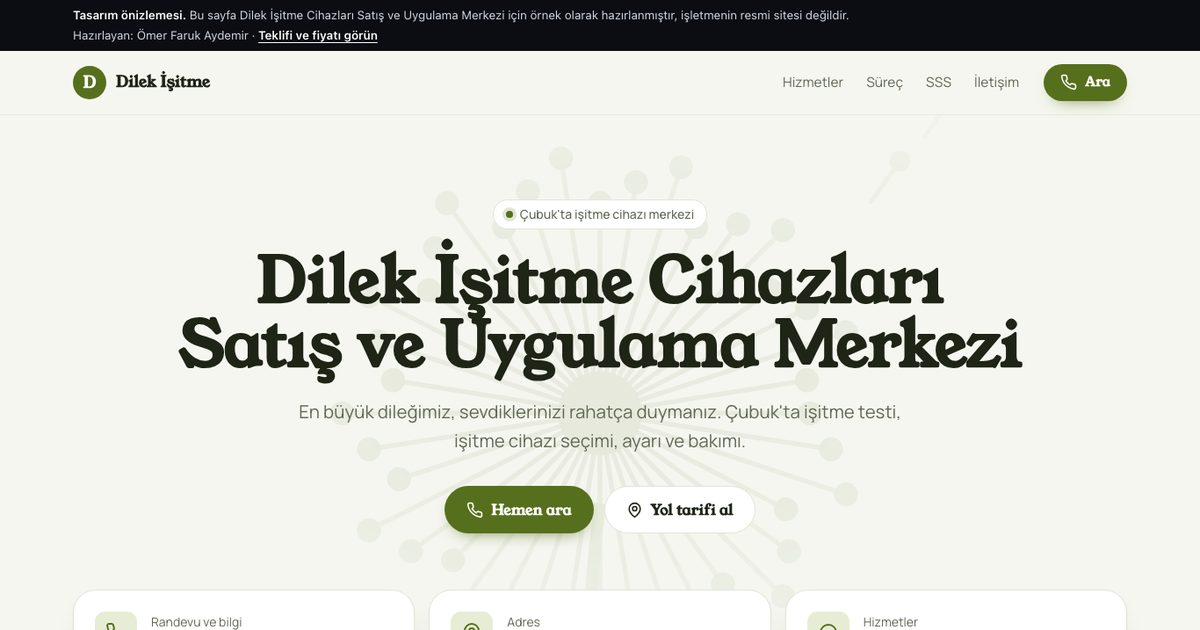 Tasarım önizlemesi. Bu sayfa Dilek İşitme Cihazları Satış ve Uygulama Merkezi için örnek olarak hazırlanmıştır, işletmenin resmi sitesi değildir.
Hazırlayan: Ömer Faruk Aydemir · Teklifi ve fiyatı görün
D Dilek İşitme
Hizmetler Süreç SSS İletişim Ara
Çubuk'ta işitme cihazı merkezi
Dilek İşitme Cihazları
Satış ve Uygulama Merkezi
En büyük dileğimiz, sevdiklerinizi rahatça duymanız. Çubuk'ta işitme testi,
işitme cihazı seçimi, ayarı ve bakımı.
Hemen ara Yol tarifi al
Randevu ve bilgi Adres Hizmetler